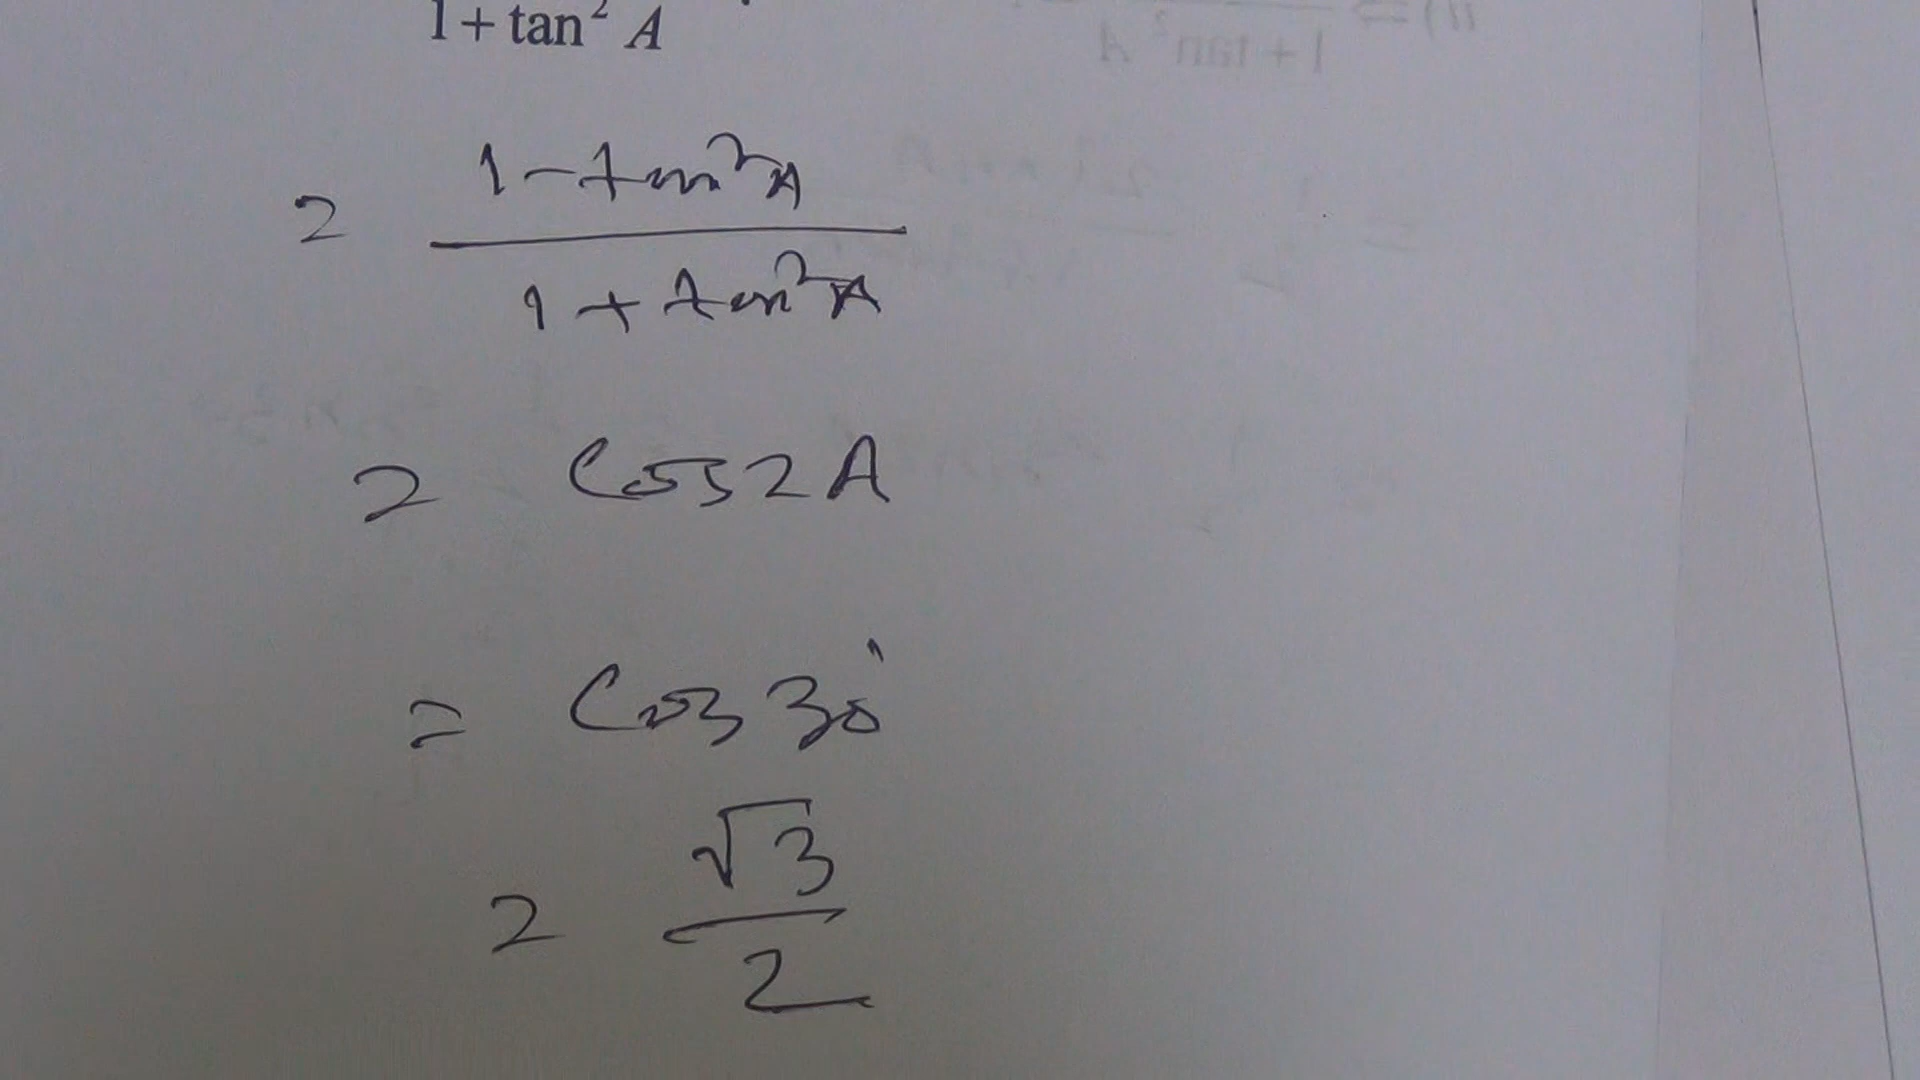 1 + tan² A
= 1 - tan²A
1 + tan²A
= Cos 2A
= Cos 30°
= √3
2